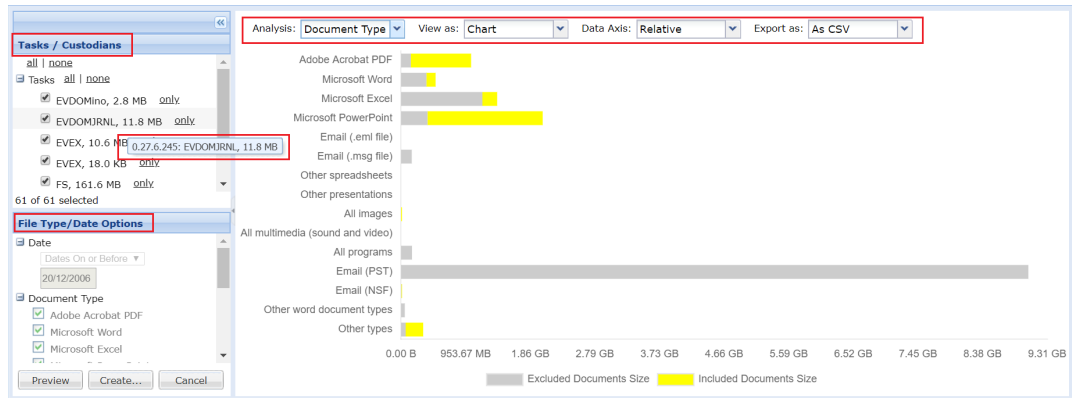 «
Tasks / Custodians
all | none
Tasks all | none
EVDOMino, 2.8 MB only
EVDOMJRNL, 11.8 MB only
EVEX, 10.6 MB
0.27.6.245: EVDOMJRNL, 11.8 MB
EVEX, 18.0 KB only
FS, 161.6 MB only
61 of 61 selected
File Type/Date Options
Date
Dates On or Before ▼
20/12/2006
Document Type
Adobe Acrobat PDF
Microsoft Word
Microsoft Excel
Preview Create... Cancel
Analysis: Document Type View as: Chart Data Axis: Relative Export as: As CSV
Adobe Acrobat PDF
Microsoft Word
Microsoft Excel
Microsoft PowerPoint
Email (.eml file)
Email (.msg file)
Other spreadsheets
Other presentations
All images
All multimedia (sound and video)
All programs
Email (PST)
Email (NSF)
Other word document types
Other types
0.00 B 953.67 MB 1.86 GB 2.79 GB 3.73 GB 4.66 GB 5.59 GB 6.52 GB 7.45 GB 8.38 GB 9.31 GB
Excluded Documents Size Included Documents Size